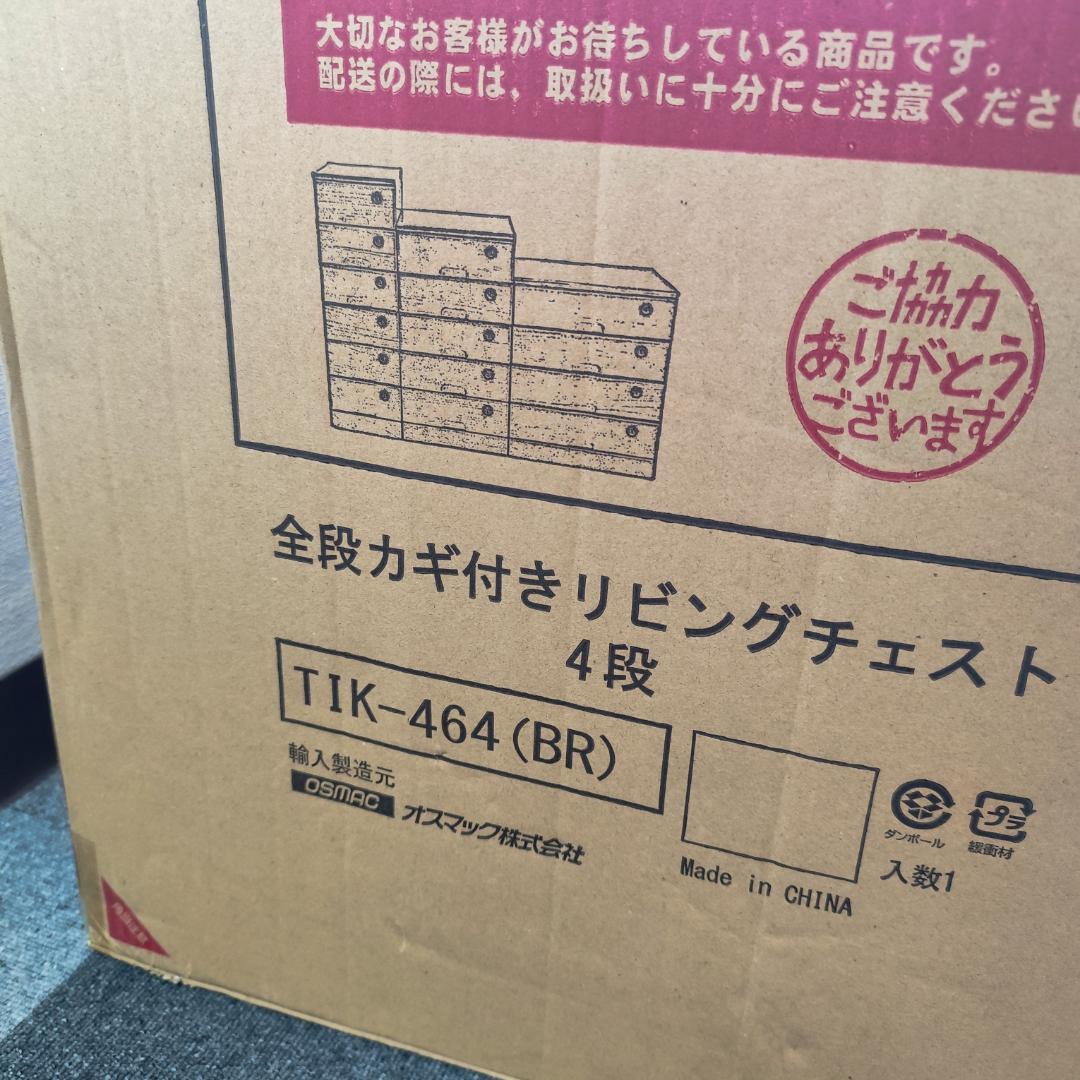 大切なお客様がお待ちしている商品です。
配送の際には、取扱いに十分にご注意くださ
ご協力
ありがとう
ございます
全段カギ付きリビングチェスト
4段
TIK-464(BR)
輸入製造元
OSMAC オスマック株式会社
Made in CHINA
ダンボール
プラ
緩衝材
入数1